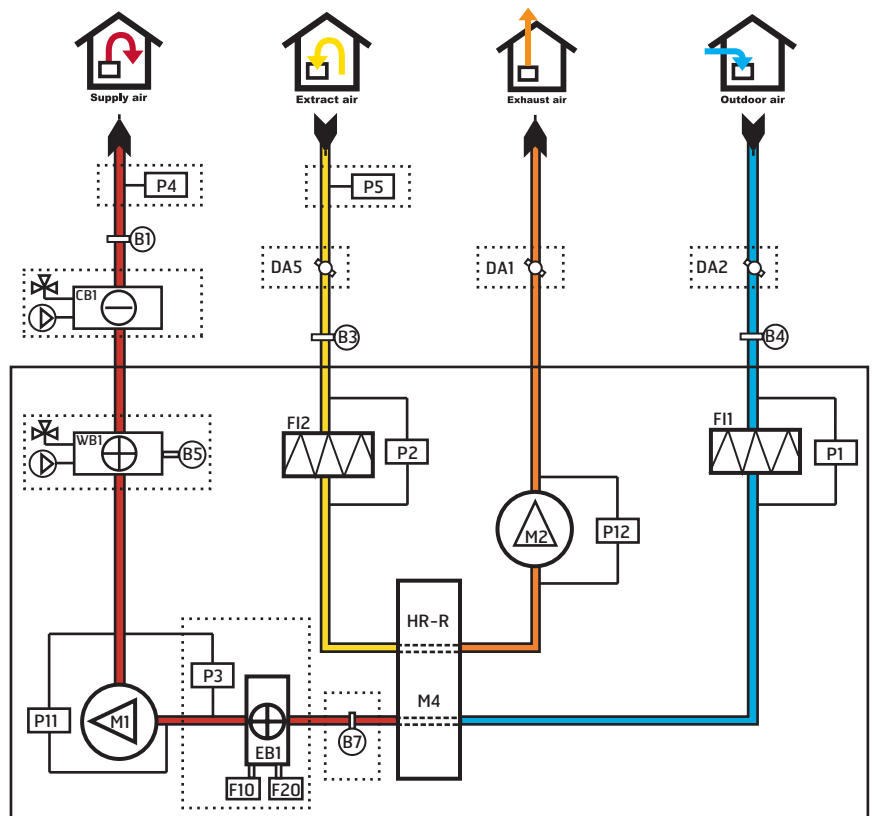 Supply air
Extract air
Exhaust air
Outdoor air
P4
P5
B1
DA5
DA1
DA2
CB1
B3
B4
FI2
FI1
WB1
B5
P2
P1
M2
P12
HR-R
P3
M4
P11
M1
B7
EB1
F10
F20